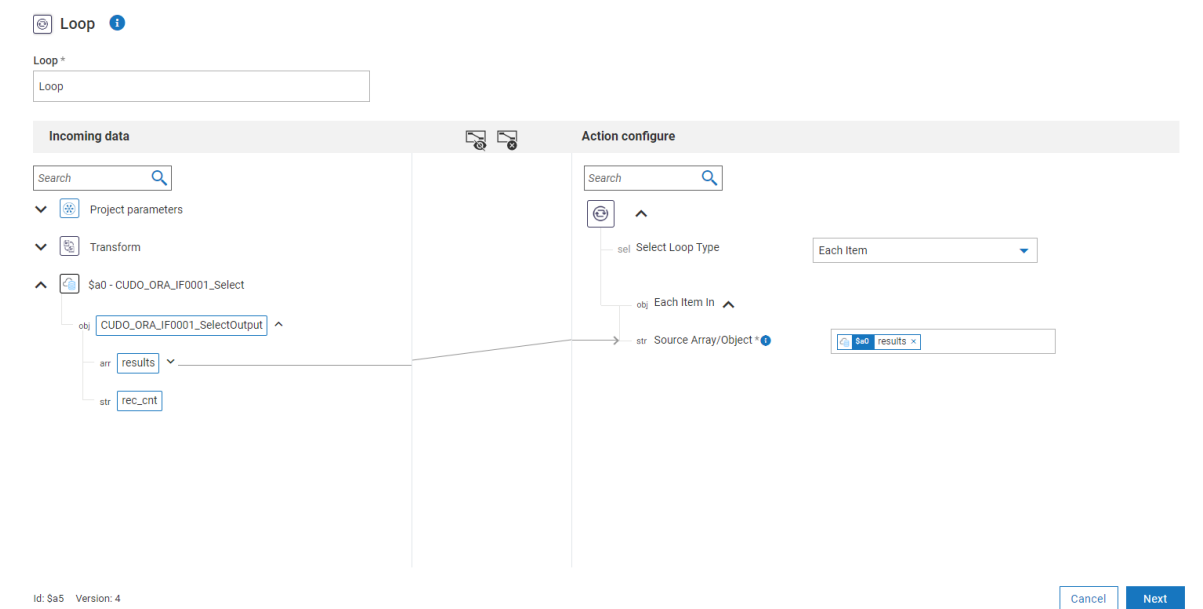 Loop
Loop *
Loop
Incoming data
Action configure
Search
Search
Project parameters
Transform
sel Select Loop Type
Each Item
$a0 - CUDO_ORA_IF0001_Select
obj Each Item In
obj CUDO_ORA_IF0001_SelectOutput
str Source Array/Object *
$a0 results ×
arr results
str rec_cnt
Id: $a5 Version: 4
Cancel
Next